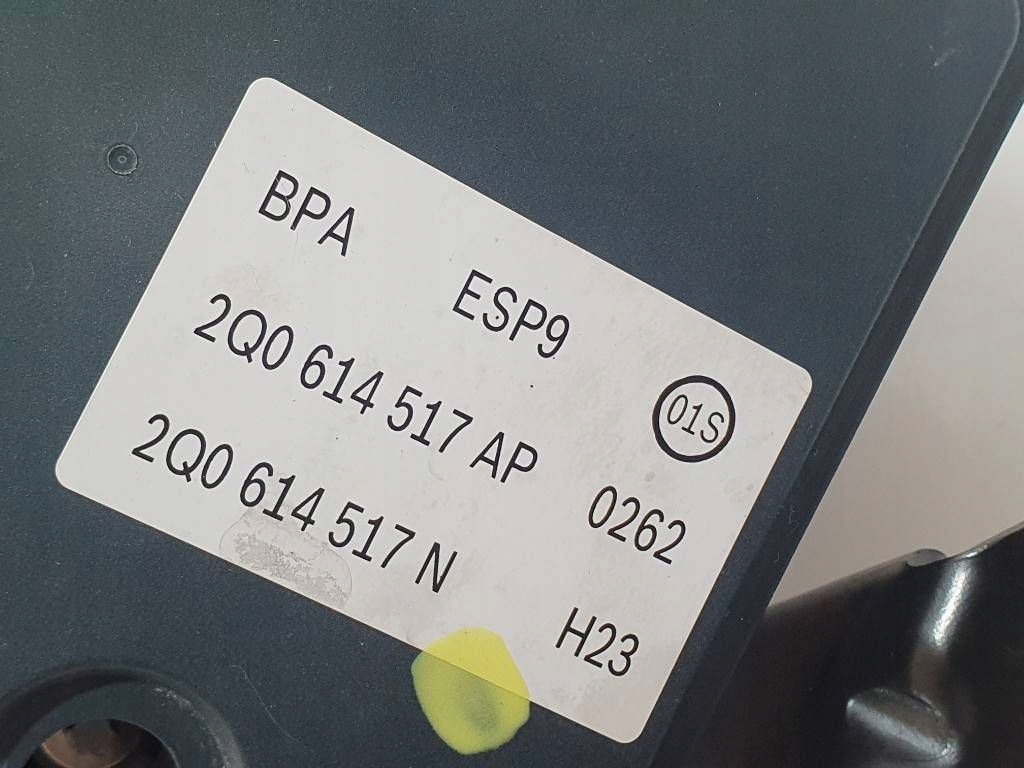 BPA ESP9
2Q0 614 517 AP 01S
2Q0 614 517 N 0262
H23